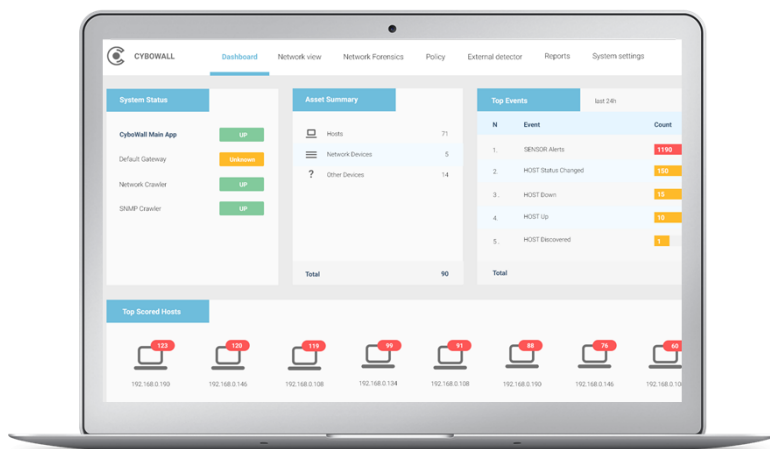 CYBOWALL
Dashboard
Network view
Network Forensics
Policy
External detector
Reports
System settings
System Status
CyboWall Main App UP
Default Gateway Unknown
Network Crawler UP
SNMP Crawler UP
Asset Summary
Hosts 71
Network Devices 5
? Other Devices 14
Total 90
Top Events last 24h
N Event Count
1. SENSOR Alerts 1190
2. HOST Status Changed 150
3. HOST Down 15
4. HOST Up 10
5. HOST Discovered 1
Total
Top Scored Hosts
123 120 119 99 91 88 76 60
192.168.0.193 192.168.0.146 192.168.0.108 192.168.0.134 192.168.0.108 192.168.0.190 192.168.0.146 192.168.0.10